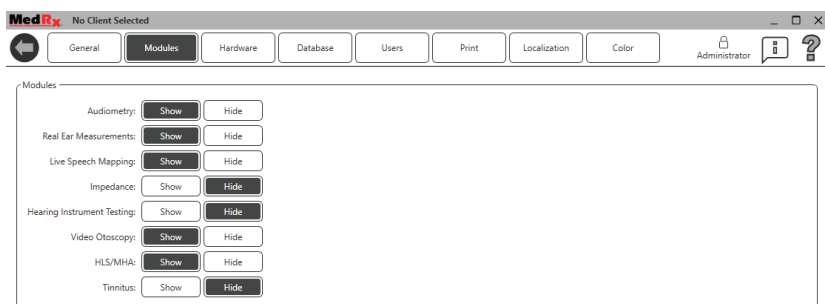 MedRx No Client Selected
General Modules Hardware Database Users Print Localization Color Administrator
Modules
Audiometry: Show Hide
Real Ear Measurements: Show Hide
Live Speech Mapping: Show Hide
Impedance: Show Hide
Hearing Instrument Testing: Show Hide
Video Otoscopy: Show Hide
HLS/MHA: Show Hide
Tinnitus: Show Hide